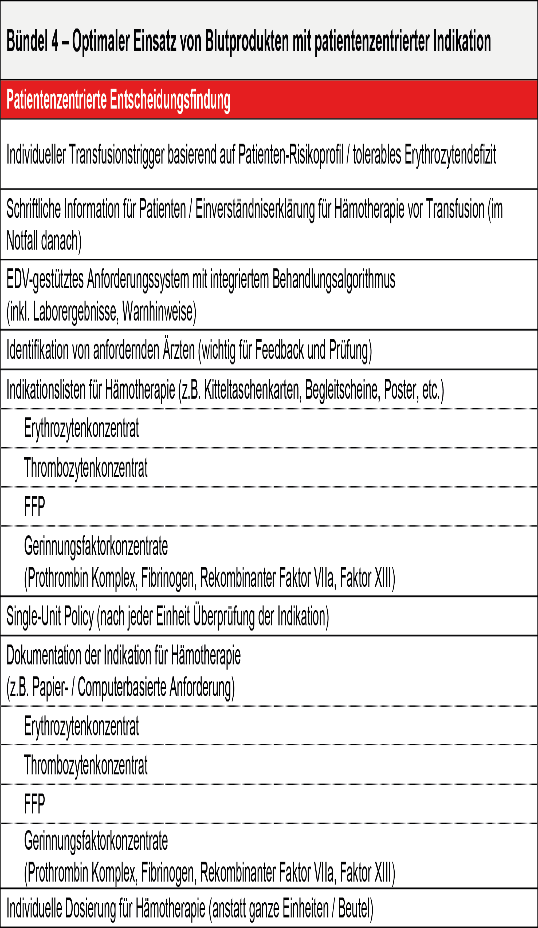 Bündel 4 – Optimaler Einsatz von Blutprodukten mit patientenzentrierter Indikation
Patientenzentrierte Entscheidungsfindung
Individueller Transfusionstrigger basierend auf Patienten-Risikoprofil / tolerables Erythrozytendefizit
Schriftliche Information für Patienten / Einverständniserklärung für Hämotherapie vor Transfusion (im
Notfall danach)
EDV-gestütztes Anforderungssystem mit integriertem Behandlungsalgorithmus
(inkl. Laborergebnisse, Warnhinweise)
Identifikation von anfordernden Ärzten (wichtig für Feedback und Prüfung)
Indikationslisten für Hämotherapie (z.B. Kitteltaschenkarten, Begleitscheine, Poster, etc.)
Erythrozytenkonzentrat
Thrombozytenkonzentrat
FFP
Gerinnungsfaktorkonzentrate
(Prothrombin Komplex, Fibrinogen, Rekombinanter Faktor VIIa, Faktor XIII)
Single-Unit Policy (nach jeder Einheit Überprüfung der Indikation)
Dokumentation der Indikation für Hämotherapie
(z.B. Papier- / Computerbasierte Anforderung)
Erythrozytenkonzentrat
Thrombozytenkonzentrat
FFP
Gerinnungsfaktorkonzentrate
(Prothrombin Komplex, Fibrinogen, Rekombinanter Faktor VIIa, Faktor XIII)
Individuelle Dosierung für Hämotherapie (anstatt ganze Einheiten / Beutel)